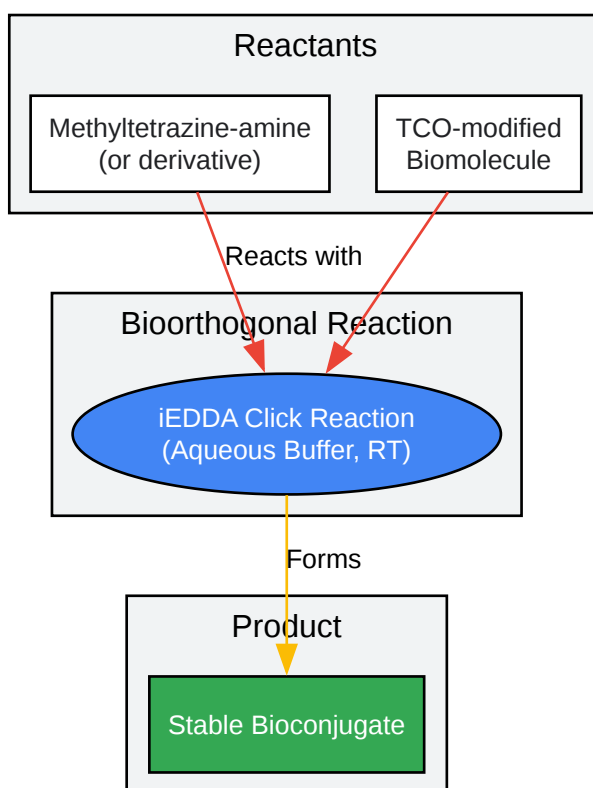 Reactants
Methyltetrazine-amine
(or derivative)
TCO-modified
Biomolecule
Reacts with
Bioorthogonal Reaction
iEDDA Click Reaction
(Aqueous Buffer, RT)
Forms
Product
Stable Bioconjugate